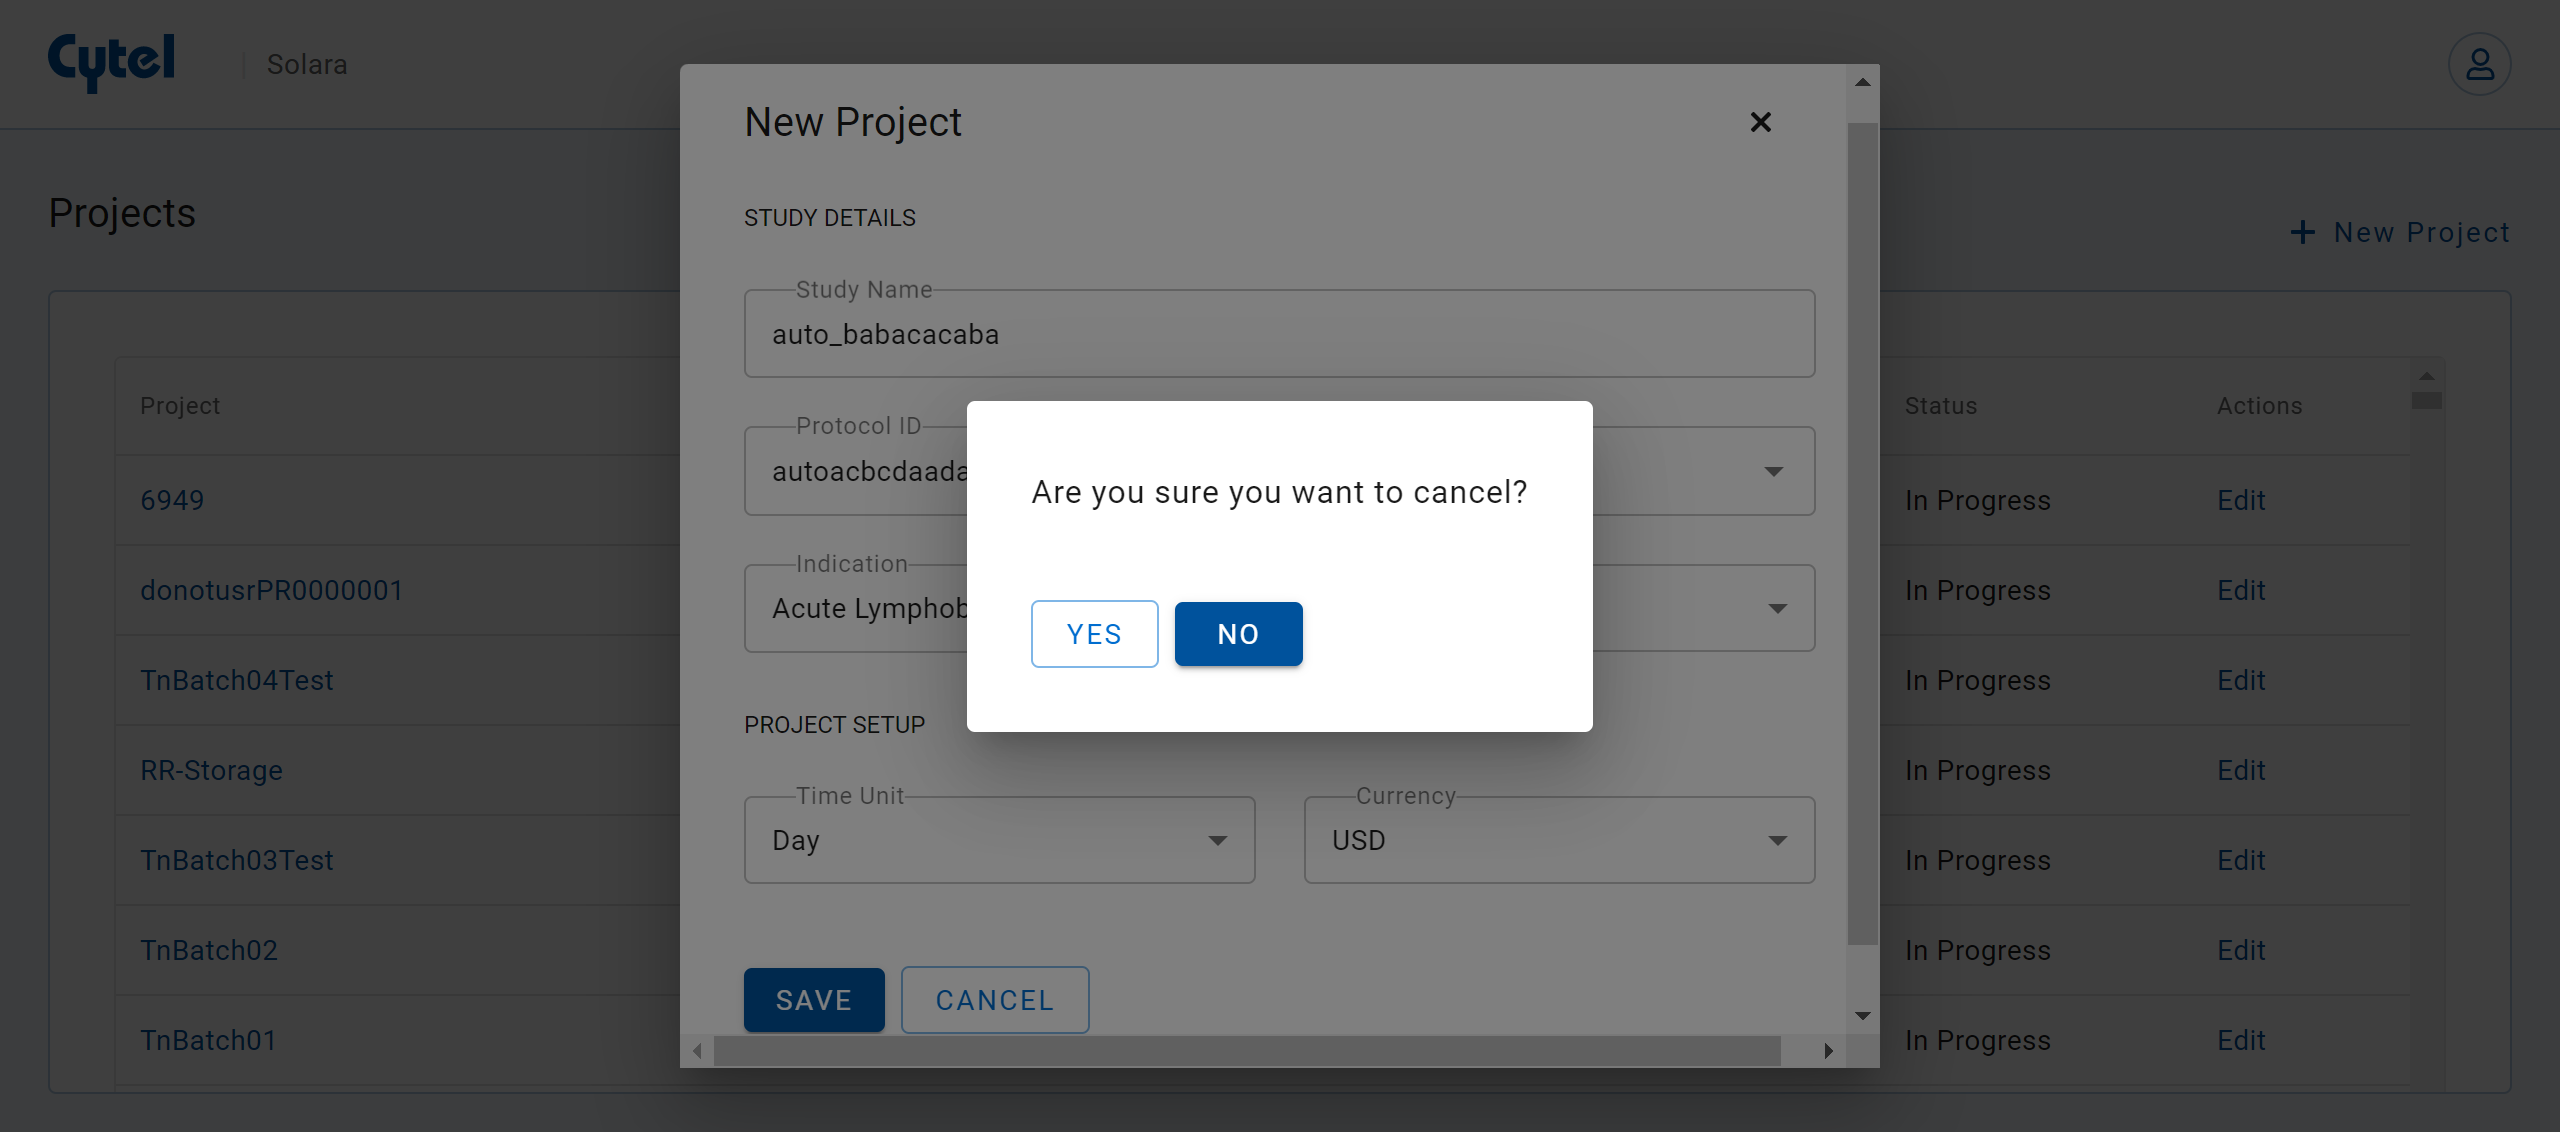 Cytel
Solara
New Project
STUDY DETAILS
Study Name
auto_babacacaba
Protocol ID
autoacbcdaada
Indication
Acute Lymphob
PROJECT SETUP
Time Unit
Day
Currency
USD
SAVE
CANCEL
Are you sure you want to cancel?
YES
NO
Projects
New Project
Project
Status
Actions
6949
In Progress
Edit
donotusrPR0000001
In Progress
Edit
TnBatch04Test
In Progress
Edit
RR-Storage
In Progress
Edit
TnBatch03Test
In Progress
Edit
TnBatch02
In Progress
Edit
TnBatch01
In Progress
Edit